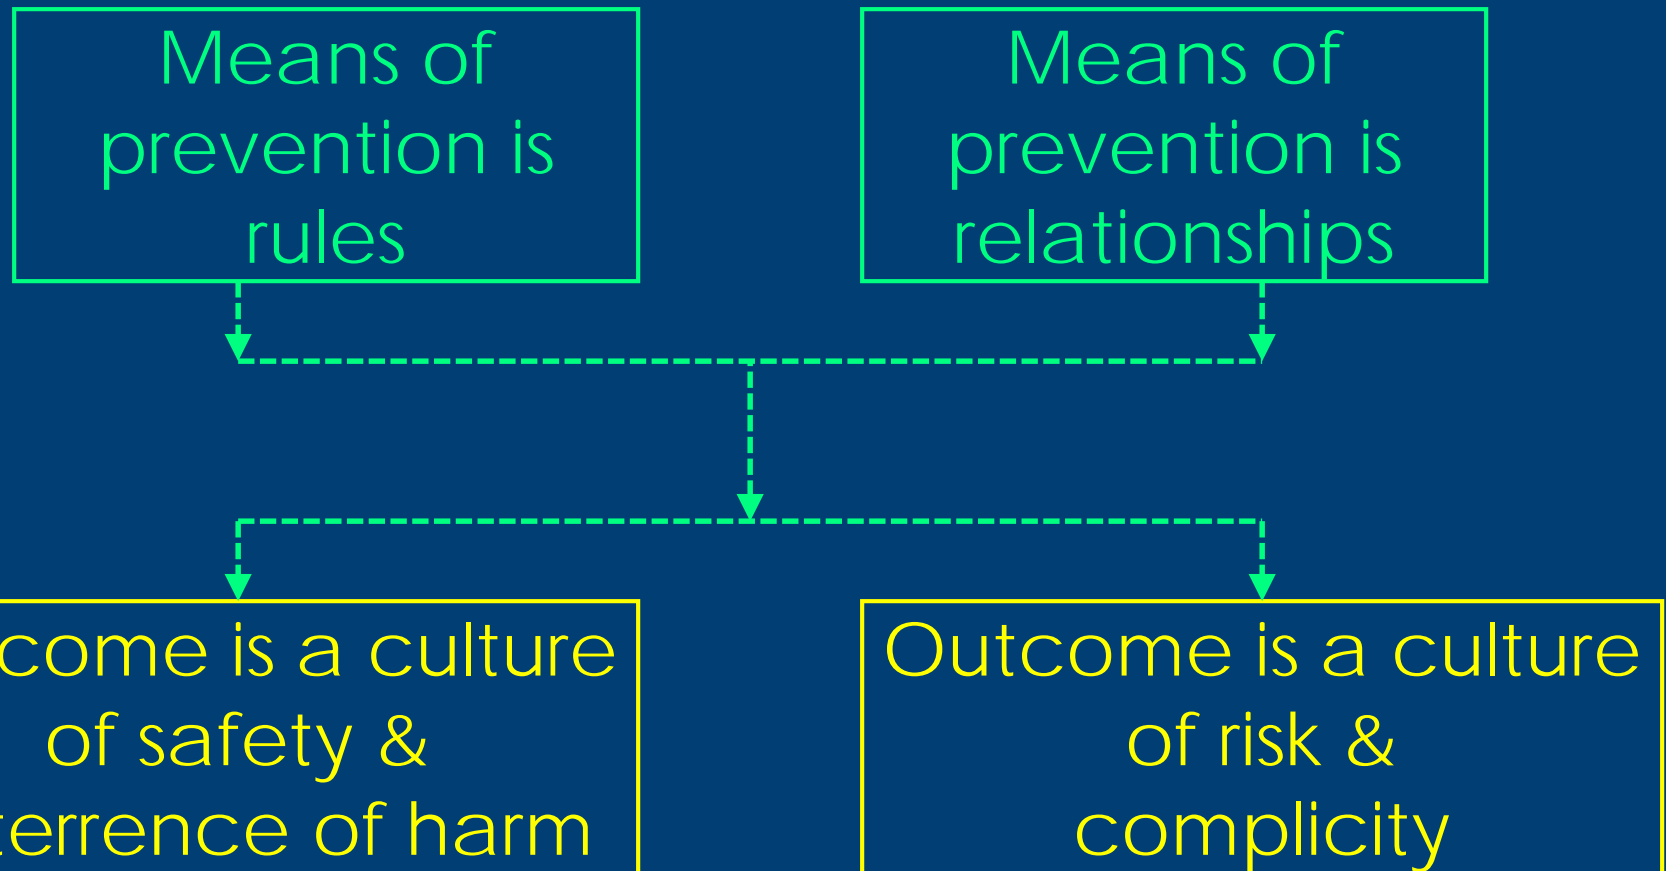 Means of
prevention is
rules
Means of
prevention is
relationships
come is a culture
of safety &
terrence of harm
Outcome is a culture
of risk &
complicity